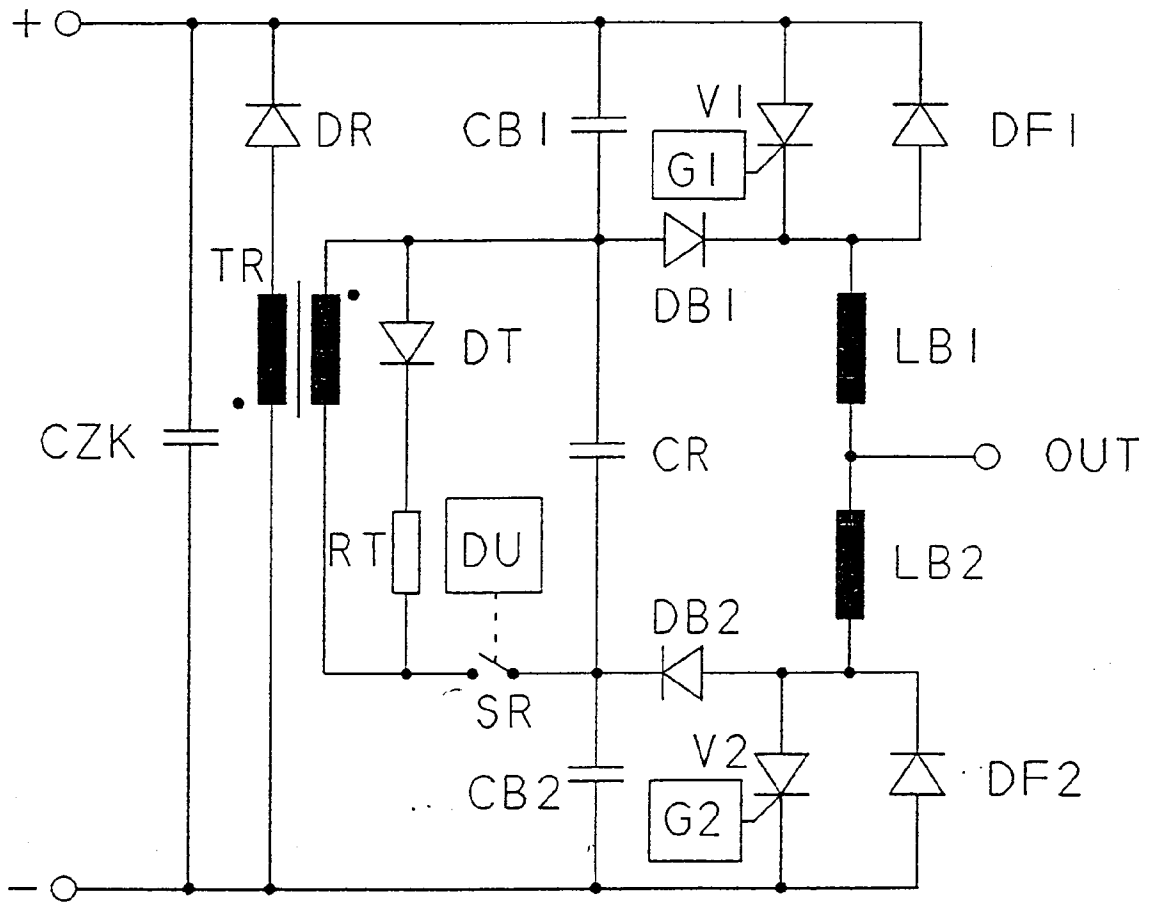 +
V1
DR
CB1
DF1
G1
TR
DB1
DT
LB1
CZK
CR
OUT
RT
DU
LB2
DB2
SR
V2
CB2
DF2
G2
−